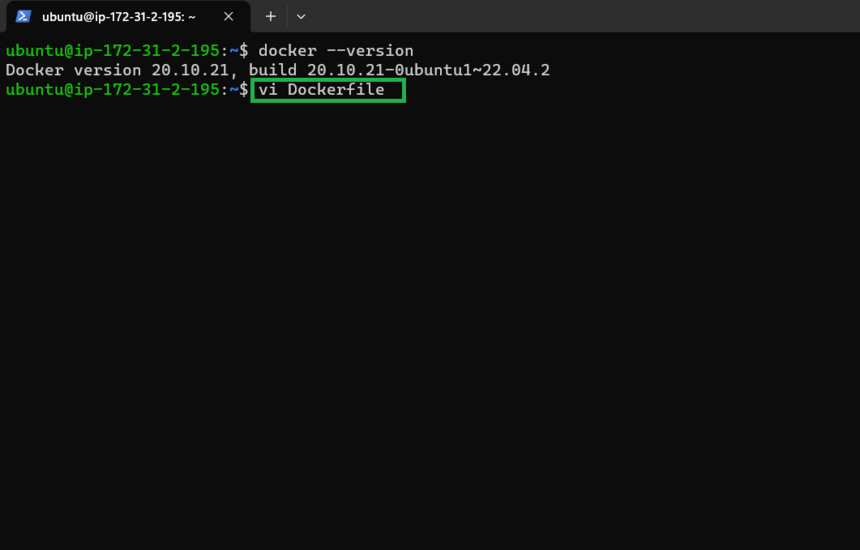 ubuntu@ip-172-31-2-195: ~
ubuntu@ip-172-31-2-195:~$ docker --version
Docker version 20.10.21, build 20.10.21-0ubuntu1~22.04.2
ubuntu@ip-172-31-2-195:~$ vi Dockerfile